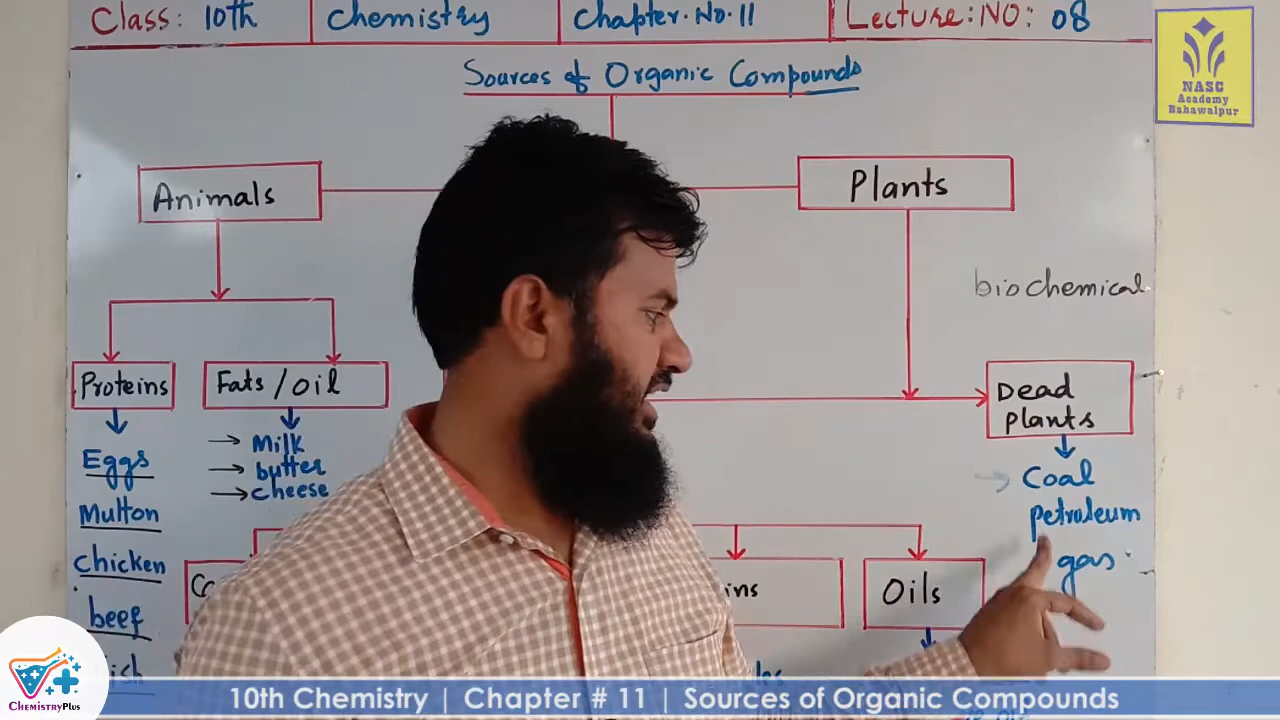 Class: 10th
Chemistry
Chapter.No.11
Lecture:NO: 08
NASC
Academy
Bahawalpur
Sources of Organic Compounds
Animals
Plants
biochemical
Proteins
Fats/oil
Dead
plants
Eggs
Multon
chicken
beef
→ Milk
→ butter
→ cheese
→ Coal
petroleum
gas
Oils
ChemistryPlus
10th Chemistry | Chapter # 11 | Sources of Organic Compounds